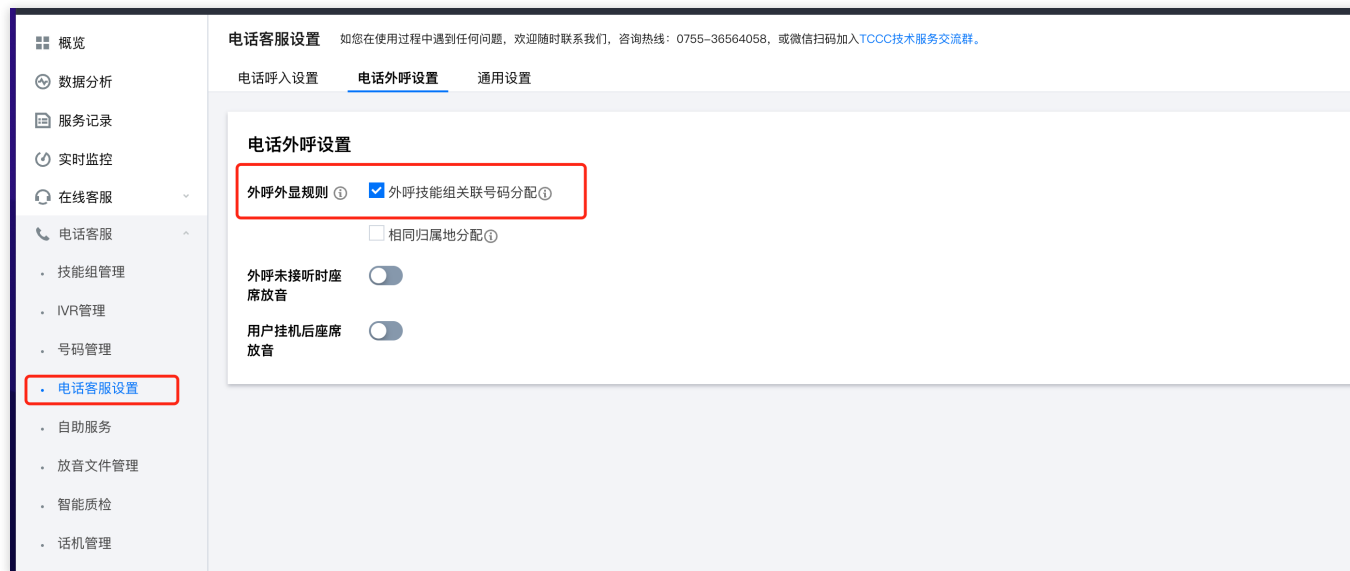 概览
数据分析
服务记录
实时监控
在线客服
电话客服
技能组管理
IVR管理
号码管理
电话客服设置
自助服务
放音文件管理
智能质检
话机管理
电话客服设置 如您在使用过程中遇到任何问题，欢迎随时联系我们，咨询热线：0755-36564058，或微信扫码加入TCCC技术服务交流群。
电话呼入设置 电话外呼设置 通用设置
电话外呼设置
外呼外显规则 外呼技能组关联号码分配
相同归属地分配
外呼未接听时座
席放音
用户挂机后座席
放音